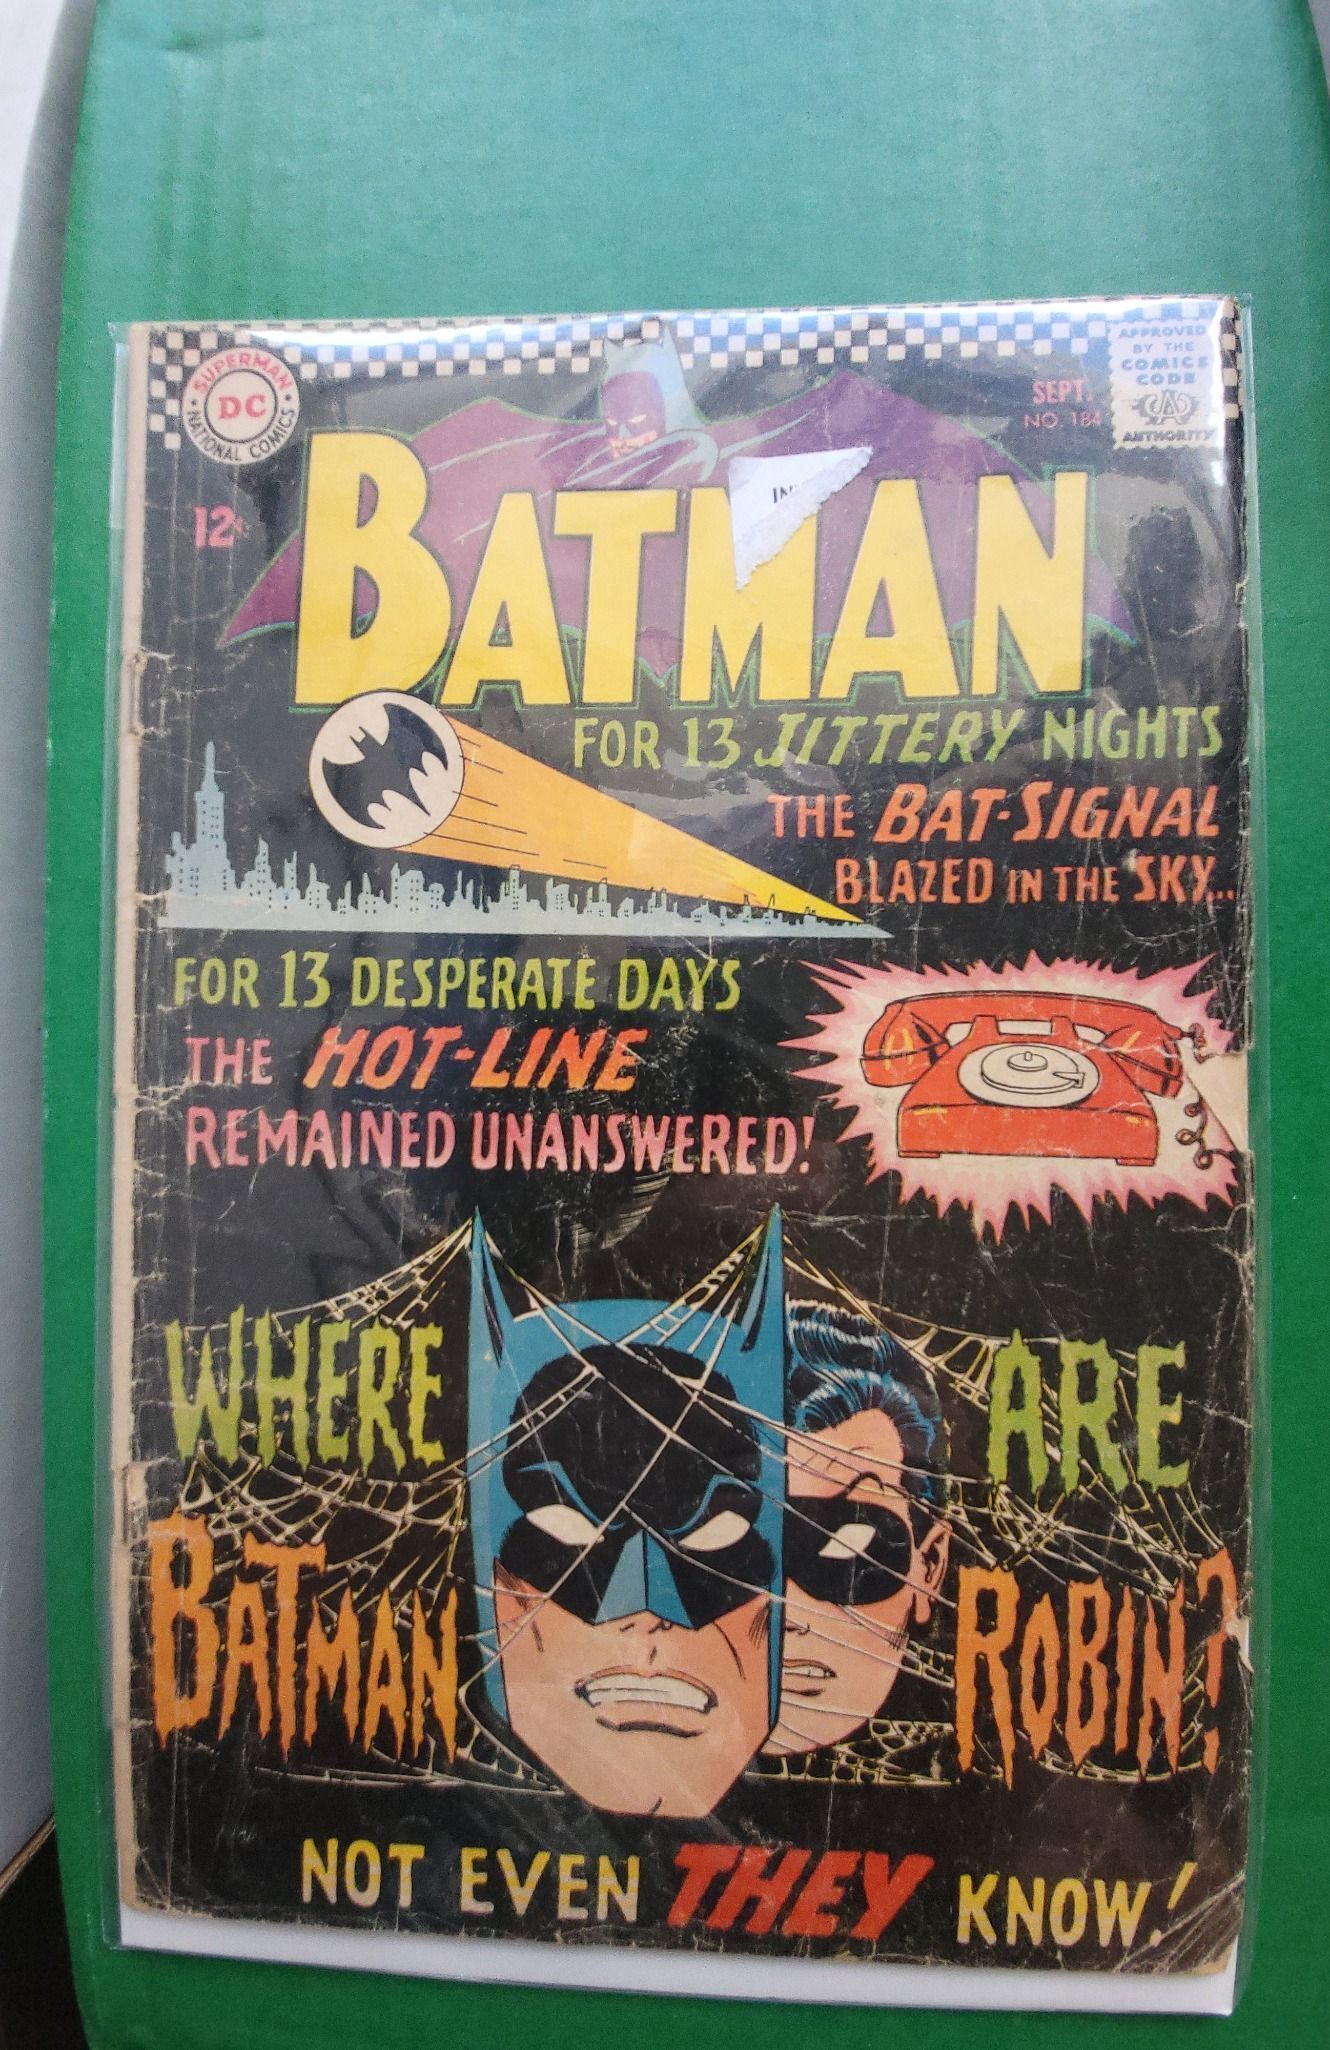 SUPERMAN
DC
NATIONAL COMICS
SEPT.
NO. 184
APPROVED
BY THE
COMICS
CODE
AUTHORITY
12¢
BATMAN
FOR 13 JITTERY NIGHTS
THE BAT-SIGNAL
BLAZED IN THE SKY...
FOR 13 DESPERATE DAYS
THE HOT-LINE
REMAINED UNANSWERED!
WHERE ARE
BATMAN ROBIN?
NOT EVEN THEY KNOW!